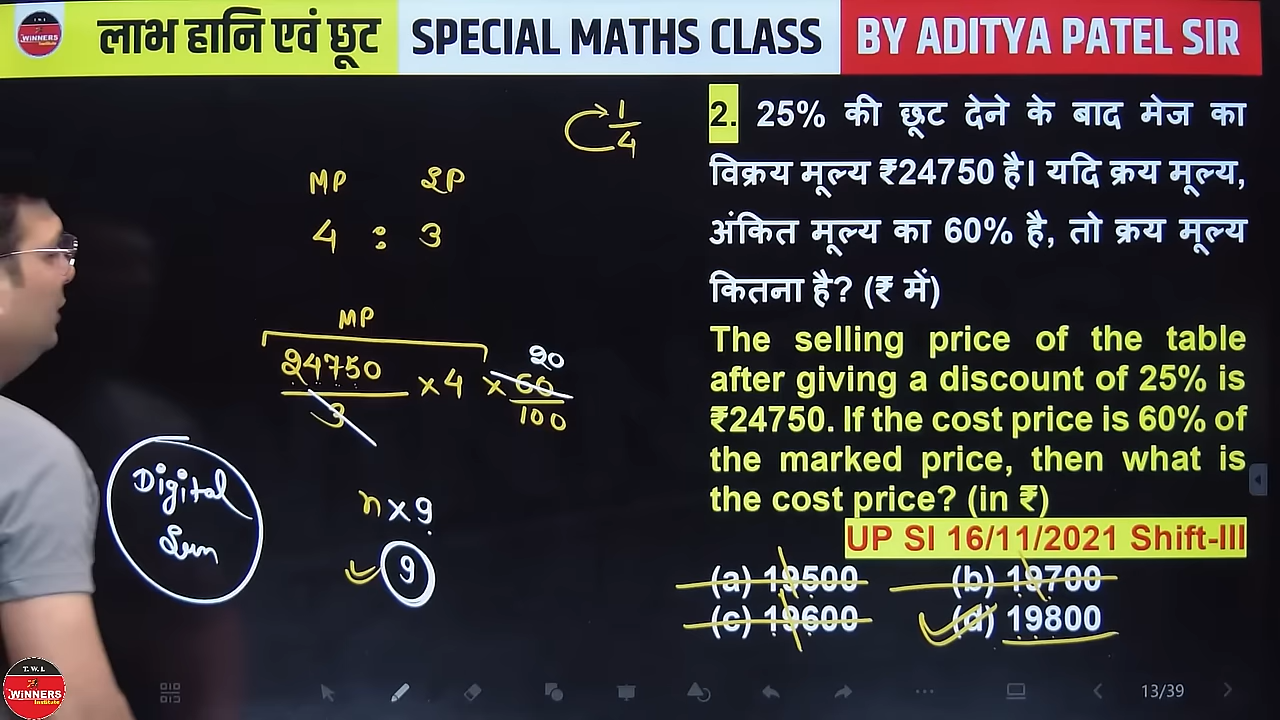 लाभ हानि एवं छूट SPECIAL MATHS CLASS BY ADITYA PATEL SIR
WiNNERS
Institute
1
4
MP SP
4 : 3
MP
24750
3
×4
×
60
100
20
Digital
Sum
n×9
9
2. 25% की छूट देने के बाद मेज का
विक्रय मूल्य ₹24750 है। यदि क्रय मूल्य,
अंकित मूल्य का 60% है, तो क्रय मूल्य
कितना है? (₹ में)
The selling price of the table
after giving a discount of 25% is
₹24750. If the cost price is 60% of
the marked price, then what is
the cost price? (in ₹)
UP SI 16/11/2021 Shift-III
(a) 19500 (b) 19700
(c) 19600 (d) 19800
T.W.I.
WiNNERS
Institute
13/39